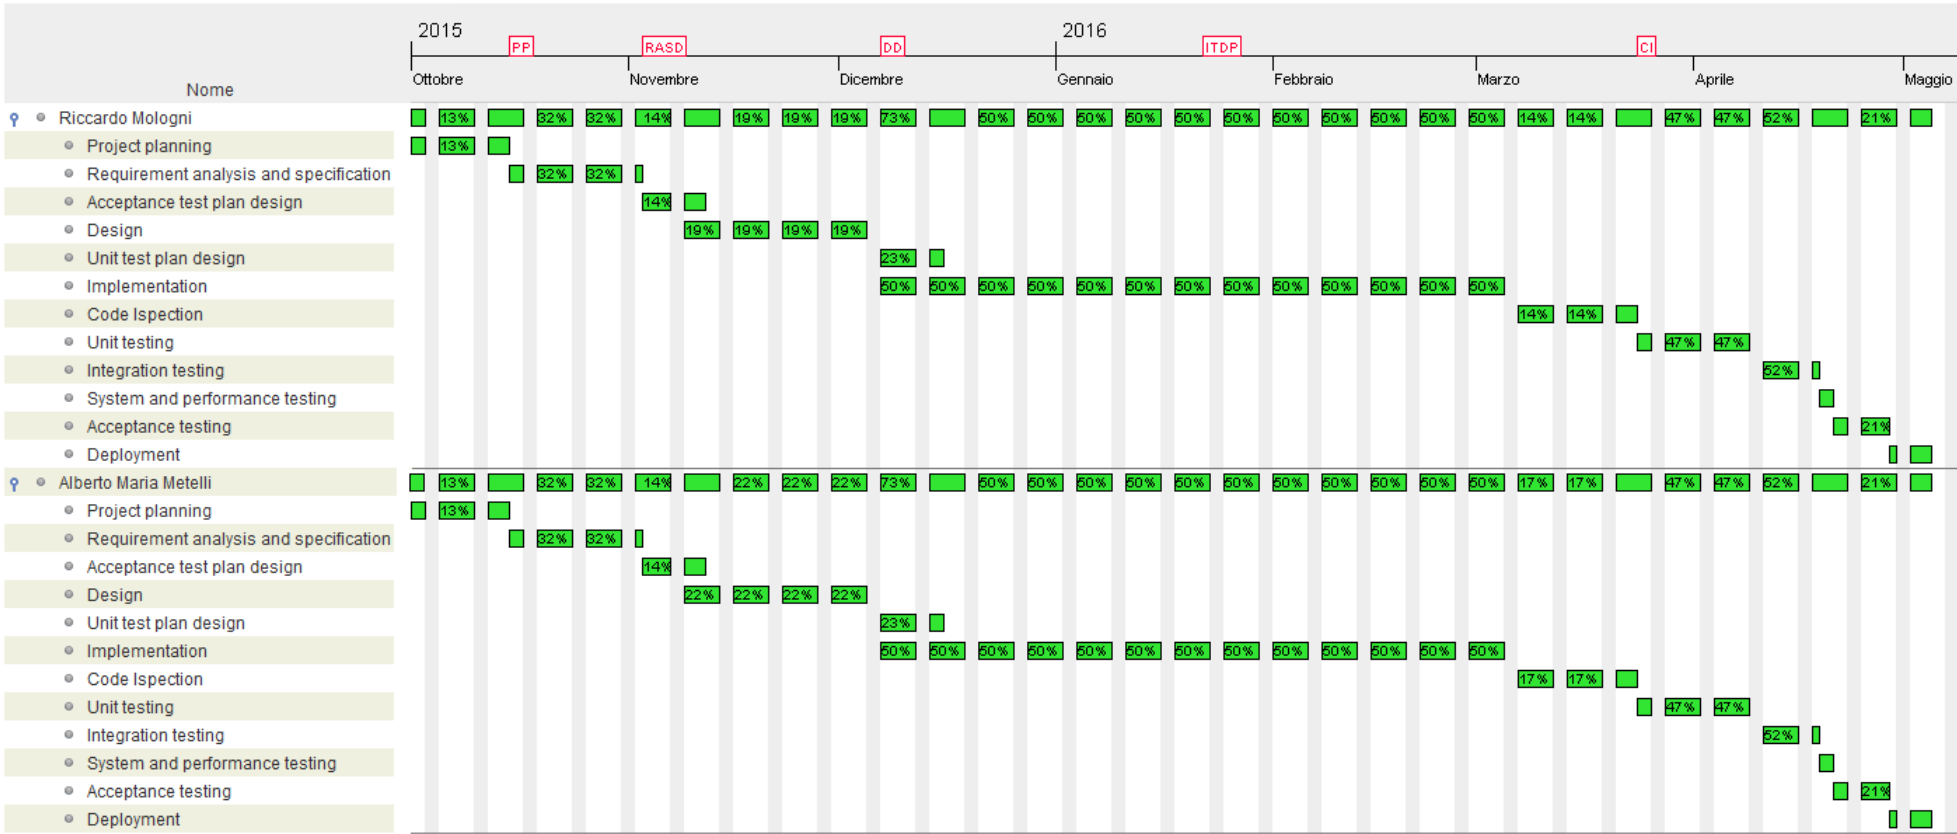 2015 2016
PP RASD DD ITDP CI
Ottobre Novembre Dicembre Gennaio Febbraio Marzo Aprile Maggio
Nome
Riccardo Mologni 13% 32% 32% 14% 19% 19% 19% 73% 50% 50% 50% 50% 50% 50% 50% 50% 50% 50% 50% 14% 14% 47% 47% 52% 21%
Project planning 13%
Requirement analysis and specification 32% 32%
Acceptance test plan design 14%
Design 19% 19% 19% 19%
Unit test plan design 23%
Implementation 50% 50% 50% 50% 50% 50% 50% 50% 50% 50% 50% 50% 50%
Code Ispection 14% 14%
Unit testing 47% 47%
Integration testing 52%
System and performance testing
Acceptance testing 21%
Deployment
Alberto Maria Metelli 13% 32% 32% 14% 22% 22% 22% 73% 50% 50% 50% 50% 50% 50% 50% 50% 50% 50% 50% 17% 17% 47% 47% 52% 21%
Project planning 13%
Requirement analysis and specification 32% 32%
Acceptance test plan design 14%
Design 22% 22% 22% 22%
Unit test plan design 23%
Implementation 50% 50% 50% 50% 50% 50% 50% 50% 50% 50% 50% 50% 50%
Code Ispection 17% 17%
Unit testing 47% 47%
Integration testing 52%
System and performance testing
Acceptance testing 21%
Deployment